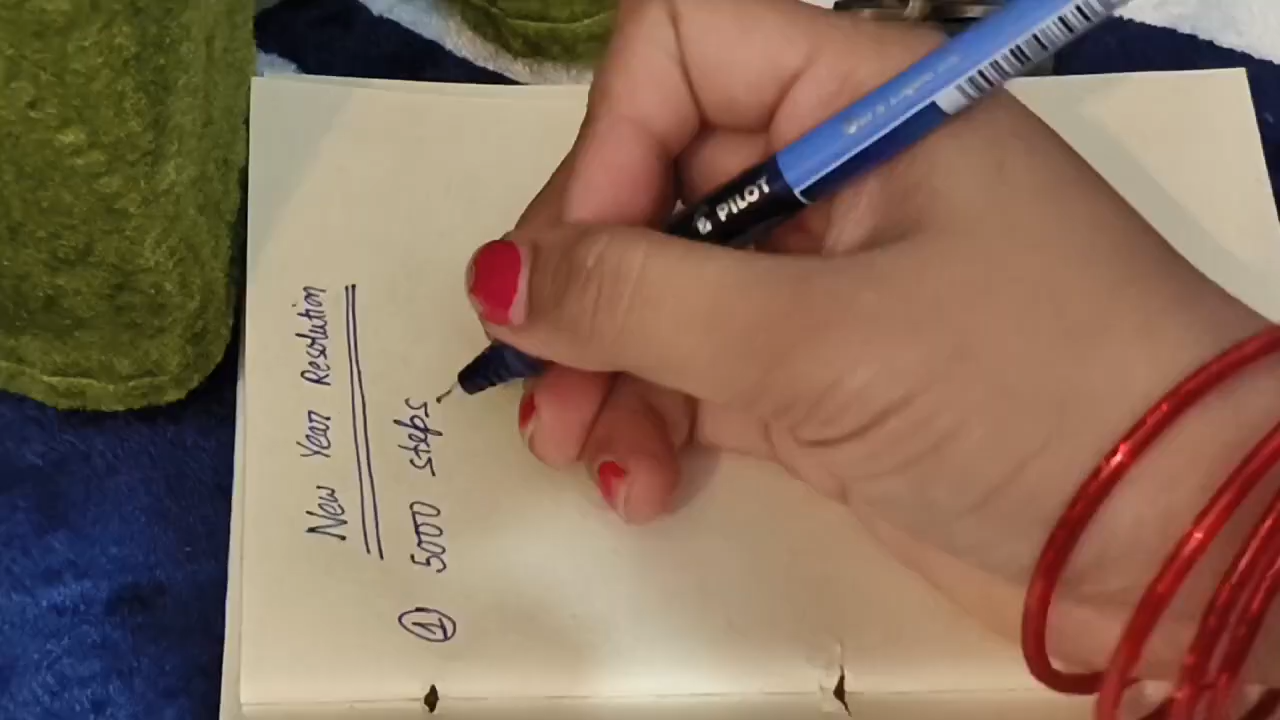 New Year Resolution
① 5000 steps
PILOT